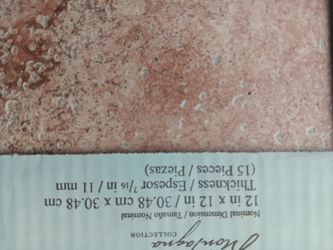 Montagna
COLLECTION
Nominal Dimension / Tamaño Nominal
12 in x 12 in / 30.48 cm x 30.48 cm
Thickness / Espesor 7/16 in / 11 mm
(15 Pieces / Piezas)